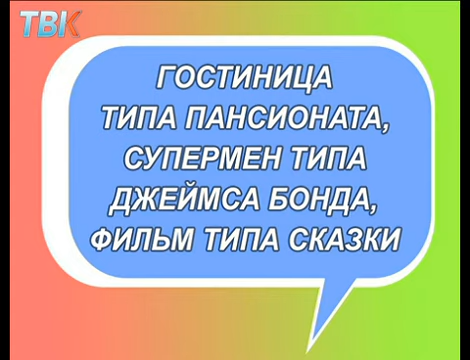 ТВК
ГОСТИНИЦА
ТИПА ПАНСИОНАТА,
СУПЕРМЕН ТИПА
ДЖЕЙМСА БОНДА,
ФИЛЬМ ТИПА СКАЗКИ